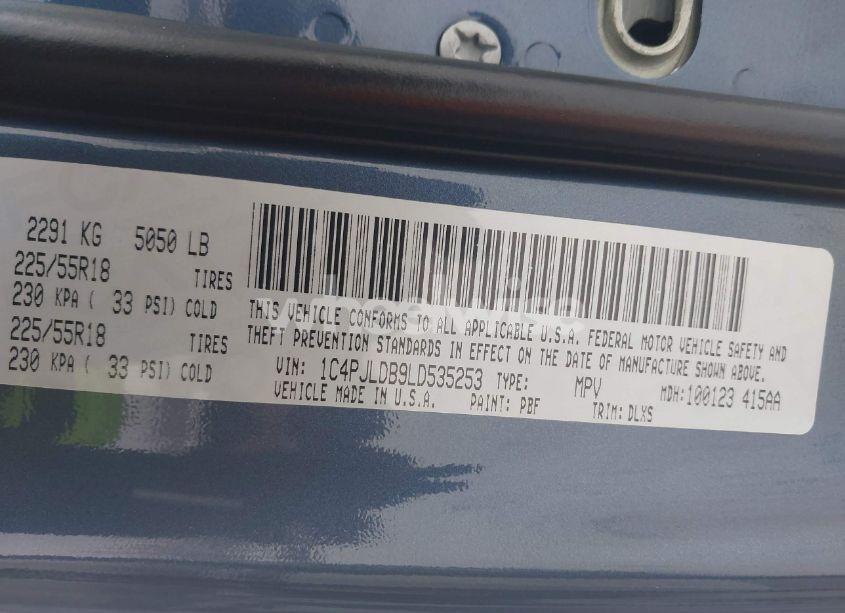 2291 KG 5050 LB
225/55R18 TIRES
230 KPA ( 33 PSI) COLD
225/55R18 TIRES
230 KPA ( 33 PSI) COLD
THIS VEHICLE CONFORMS TO ALL APPLICABLE U.S.A. FEDERAL MOTOR VEHICLE SAFETY AND
THEFT PREVENTION STANDARDS IN EFFECT ON THE DATE OF MANUFACTURE SHOWN ABOVE.
VIN: 1C4PJLDB9LD535253 TYPE: MPV MDH:100123 415AA
VEHICLE MADE IN U.S.A. PAINT: PBF TRIM: DLXS
wheelwise